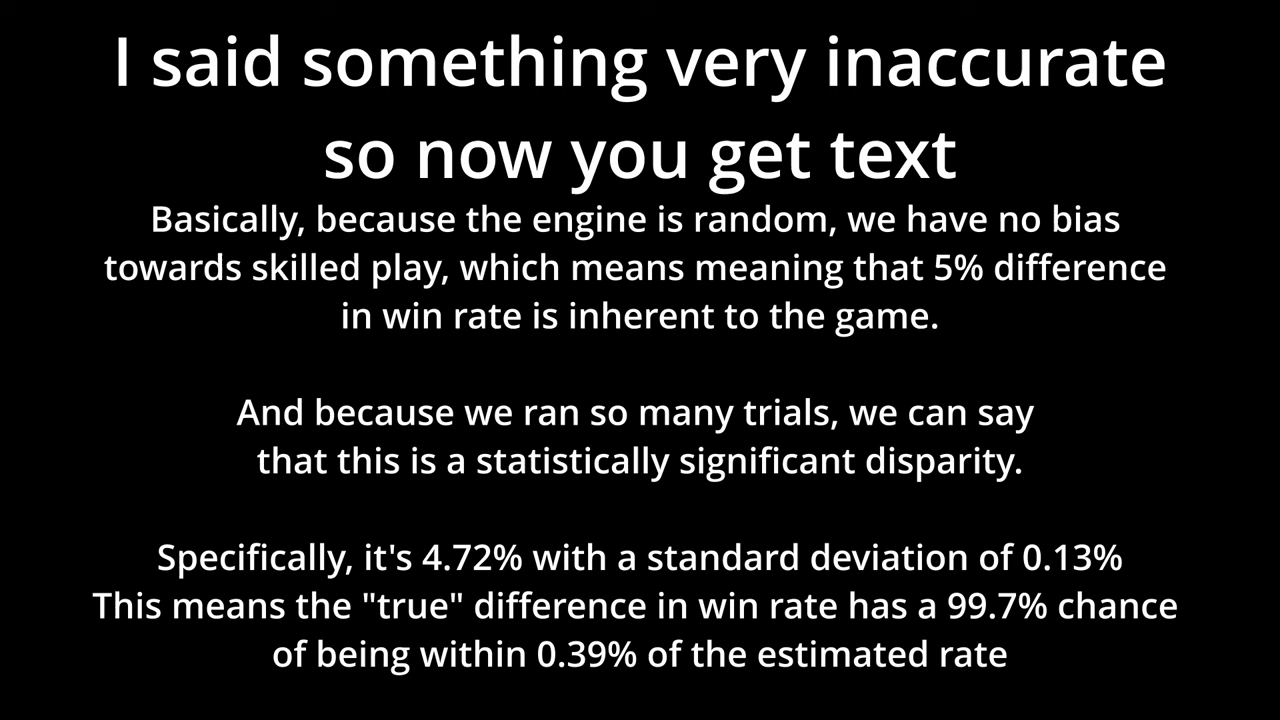 I said something very inaccurate
so now you get text
Basically, because the engine is random, we have no bias
towards skilled play, which means meaning that 5% difference
in win rate is inherent to the game.
And because we ran so many trials, we can say
that this is a statistically significant disparity.
Specifically, it's 4.72% with a standard deviation of 0.13%
This means the "true" difference in win rate has a 99.7% chance
of being within 0.39% of the estimated rate